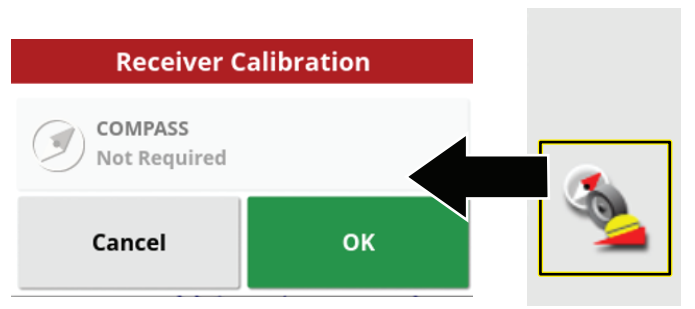 Receiver Calibration
COMPASS
Not Required
Cancel
OK